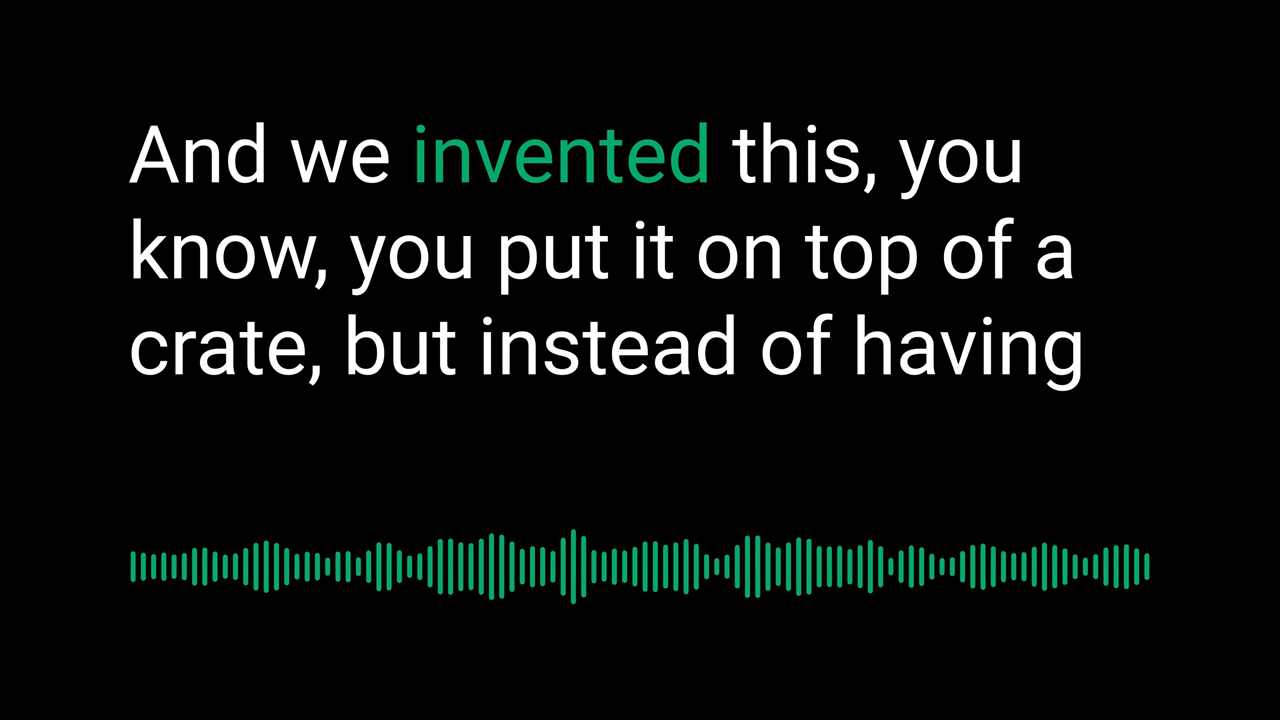 And we invented this, you
know, you put it on top of a
crate, but instead of having